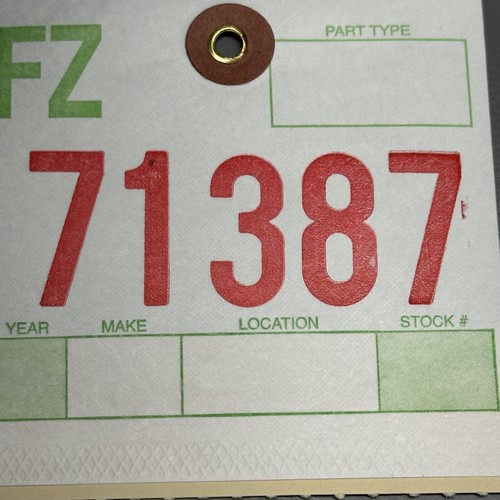 FZ
PART TYPE
71387
YEAR MAKE LOCATION STOCK #